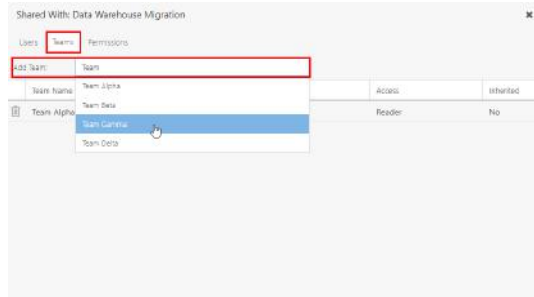 Shared With: Data Warehouse Migration
Users Teams Permissions
Add Team: Team
Team Name Access Inherited
Team Alpha
Team Alpha Reader No
Team Beta
Team Gamma
Team Delta